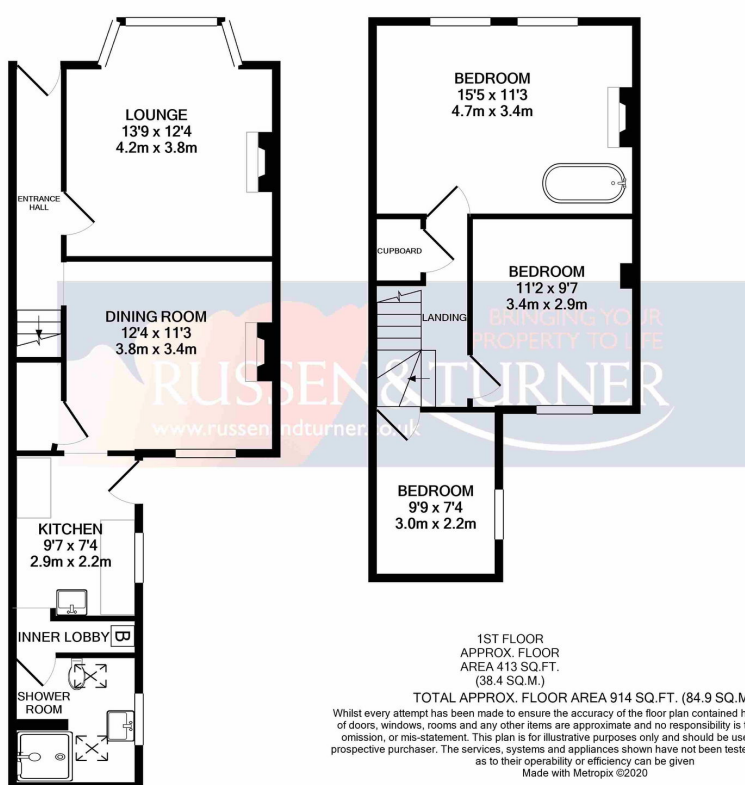 LOUNGE
13'9 x 12'4
4.2m x 3.8m
ENTRANCE
HALL
DINING ROOM
12'4 x 11'3
3.8m x 3.4m
KITCHEN
9'7 x 7'4
2.9m x 2.2m
INNER LOBBY
B
SHOWER
ROOM
BEDROOM
15'5 x 11'3
4.7m x 3.4m
CUPBOARD
BEDROOM
11'2 x 9'7
3.4m x 2.9m
LANDING
BEDROOM
9'9 x 7'4
3.0m x 2.2m
BRINGING YOUR
PROPERTY TO LIFE
RUSSEN&TURNER
www.russenandturner.co.uk
1ST FLOOR
APPROX. FLOOR
AREA 413 SQ.FT.
(38.4 SQ.M.)
TOTAL APPROX. FLOOR AREA 914 SQ.FT. (84.9 SQ.M
Whilst every attempt has been made to ensure the accuracy of the floor plan contained h
of doors, windows, rooms and any other items are approximate and no responsibility is t
omission, or mis-statement. This plan is for illustrative purposes only and should be use
prospective purchaser. The services, systems and appliances shown have not been teste
as to their operability or efficiency can be given
Made with Metropix ©2020